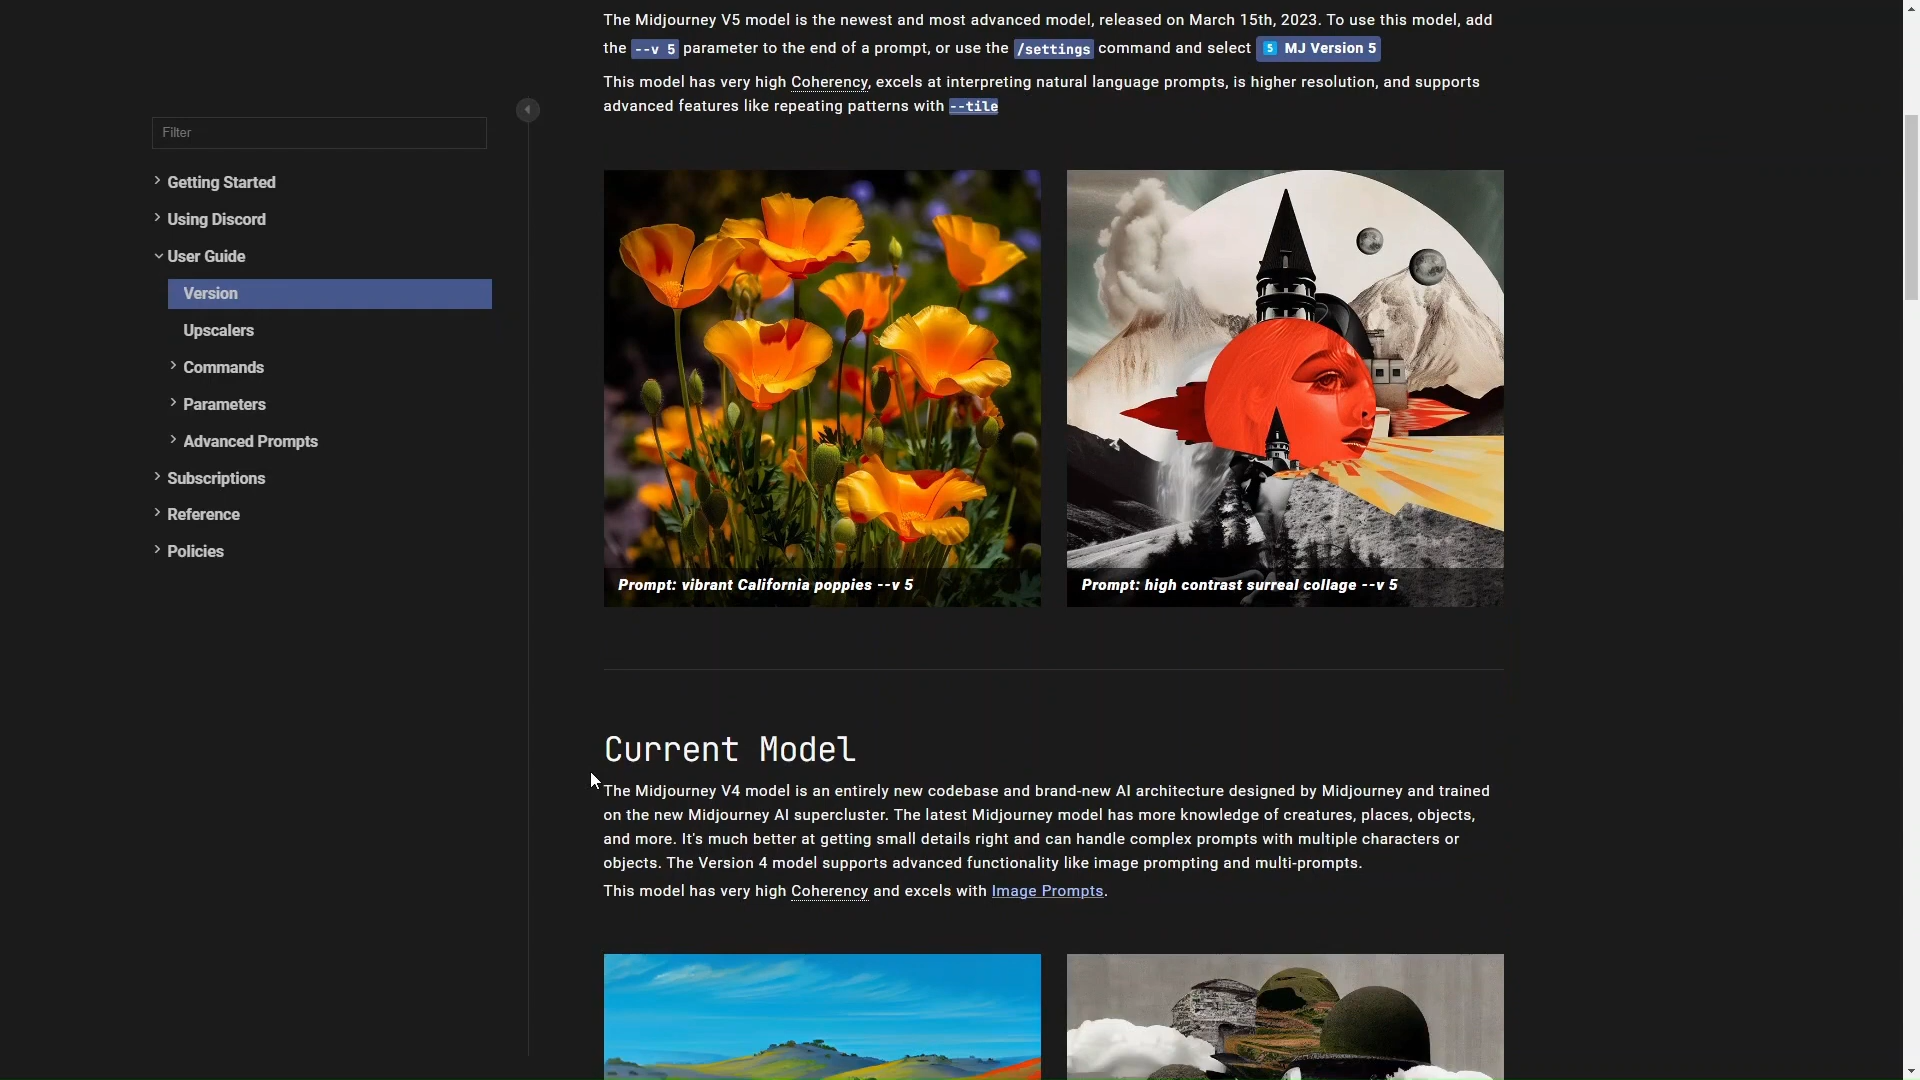 The Midjourney V5 model is the newest and most advanced model, released on March 15th, 2023. To use this model, add
the --v 5 parameter to the end of a prompt, or use the /settings command and select 5 MJ Version 5
This model has very high Coherency, excels at interpreting natural language prompts, is higher resolution, and supports
advanced features like repeating patterns with --tile
Filter
Getting Started
Using Discord
User Guide
Version
Upscalers
Commands
Parameters
Advanced Prompts
Subscriptions
Reference
Policies
Prompt: vibrant California poppies --v 5
Prompt: high contrast surreal collage --v 5
Current Model
The Midjourney V4 model is an entirely new codebase and brand-new AI architecture designed by Midjourney and trained
on the new Midjourney AI supercluster. The latest Midjourney model has more knowledge of creatures, places, objects,
and more. It's much better at getting small details right and can handle complex prompts with multiple characters or
objects. The Version 4 model supports advanced functionality like image prompting and multi-prompts.
This model has very high Coherency and excels with Image Prompts.